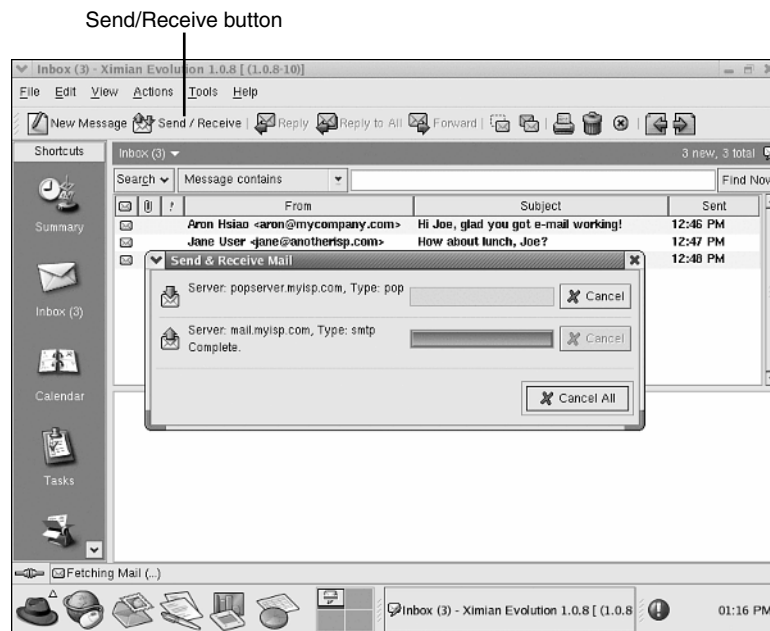 Send/Receive button
Inbox (3) - Ximian Evolution 1.0.8 [ (1.0.8-10)]
File Edit View Actions Tools Help
New Message Send / Receive Reply Reply to All Forward
Shortcuts
Inbox (3)
3 new, 3 total
Search
Message contains
Find Now
! From Subject Sent
Aron Hsiao <aron@mycompany.com> Hi Joe, glad you got e-mail working! 12:46 PM
Jane User <jane@anotherisp.com> How about lunch, Joe? 12:47 PM
12:48 PM
Summary
Inbox (3)
Calendar
Tasks
Send & Receive Mail
Server: popserver.myisp.com, Type: pop
Cancel
Server: mail.myisp.com, Type: smtp
Complete.
Cancel
Cancel All
Fetching Mail (...)
Inbox (3) - Ximian Evolution 1.0.8 [ (1.0.8
01:16 PM